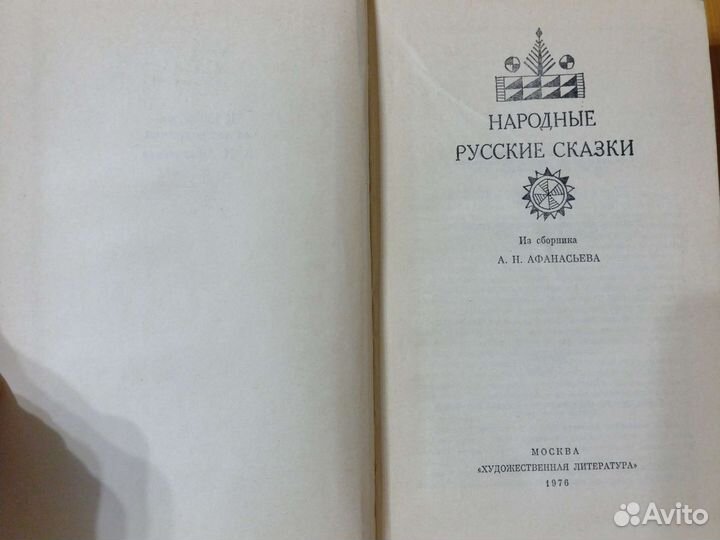 НАРОДНЫЕ
РУССКИЕ СКАЗКИ
Из сборника
А. Н. АФАНАСЬЕВА
МОСКВА
«ХУДОЖЕСТВЕННАЯ ЛИТЕРАТУРА»
1976
Avito